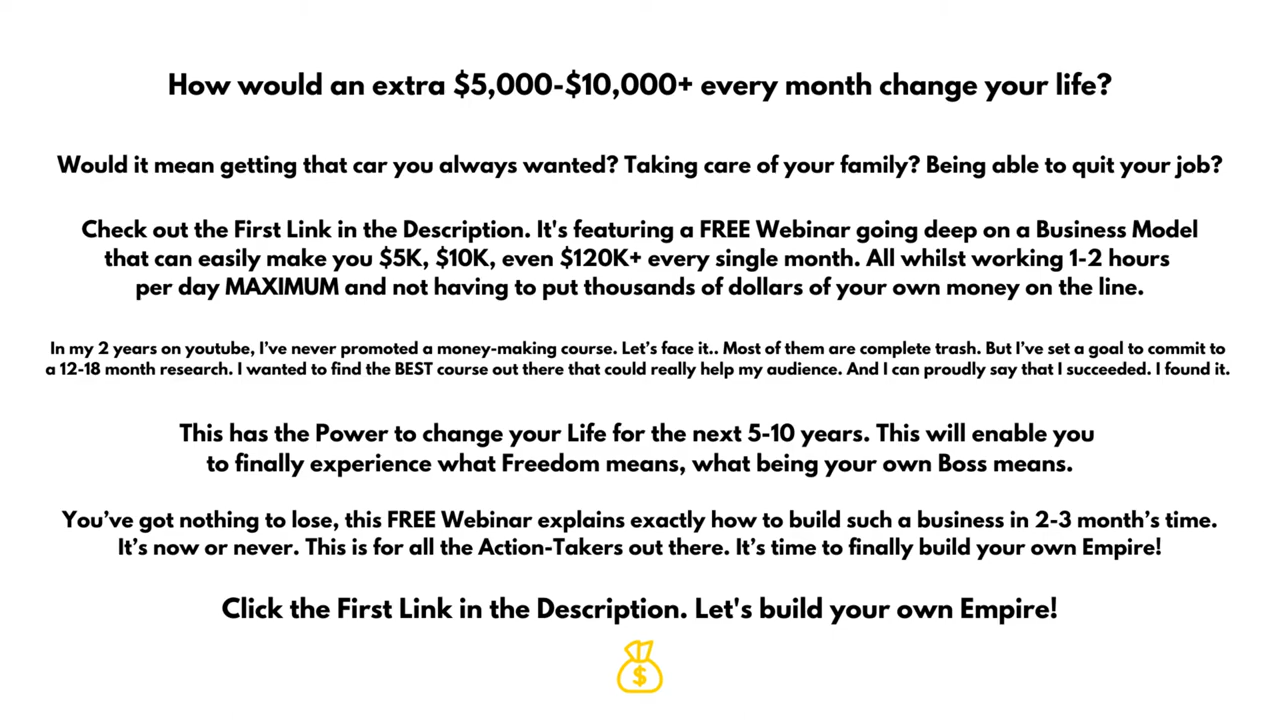 How would an extra $5,000-$10,000+ every month change your life?
Would it mean getting that car you always wanted? Taking care of your family? Being able to quit your job?
Check out the First Link in the Description. It's featuring a FREE Webinar going deep on a Business Model
that can easily make you $5K, $10K, even $120K+ every single month. All whilst working 1-2 hours
per day MAXIMUM and not having to put thousands of dollars of your own money on the line.
In my 2 years on youtube, I’ve never promoted a money-making course. Let’s face it.. Most of them are complete trash. But I’ve set a goal to commit to
a 12-18 month research. I wanted to find the BEST course out there that could really help my audience. And I can proudly say that I succeeded. I found it.
This has the Power to change your Life for the next 5-10 years. This will enable you
to finally experience what Freedom means, what being your own Boss means.
You’ve got nothing to lose, this FREE Webinar explains exactly how to build such a business in 2-3 month’s time.
It’s now or never. This is for all the Action-Takers out there. It’s time to finally build your own Empire!
Click the First Link in the Description. Let's build your own Empire!
$